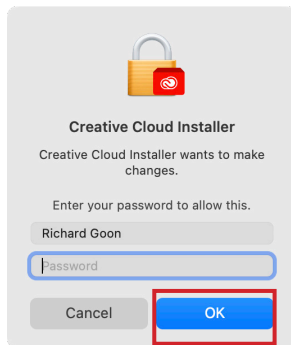 Creative Cloud Installer
Creative Cloud Installer wants to make
changes.
Enter your password to allow this.
Richard Goon
Password
Cancel
OK